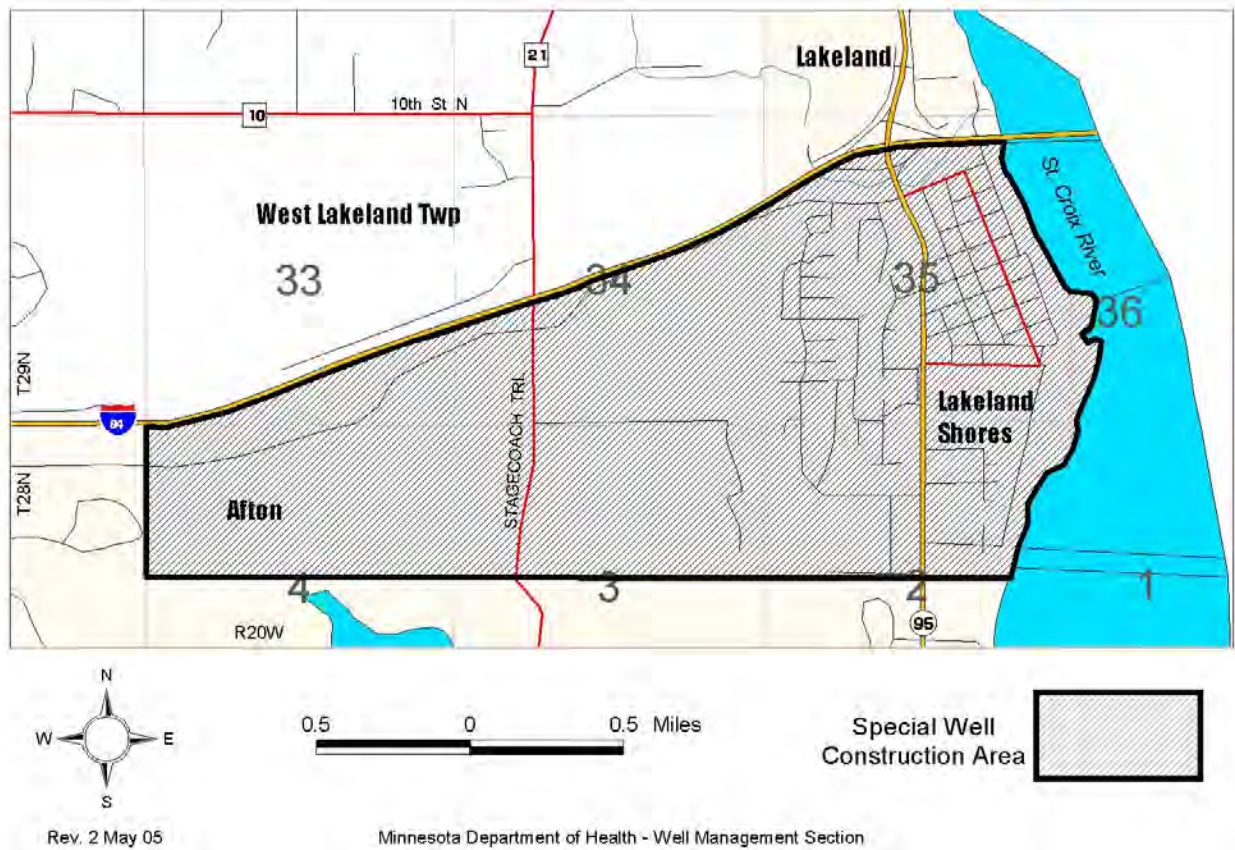 21
Lakeland
10th St N
10
West Lakeland Twp
St. Croix River
33
34
35
36
T29N
94
STAGECOACH TRL
Lakeland
Shores
T28N
Afton
4
3
2
1
R20W
95
N
W
E
S
0.5 0 0.5 Miles
Special Well
Construction Area
Rev. 2 May 05
Minnesota Department of Health - Well Management Section